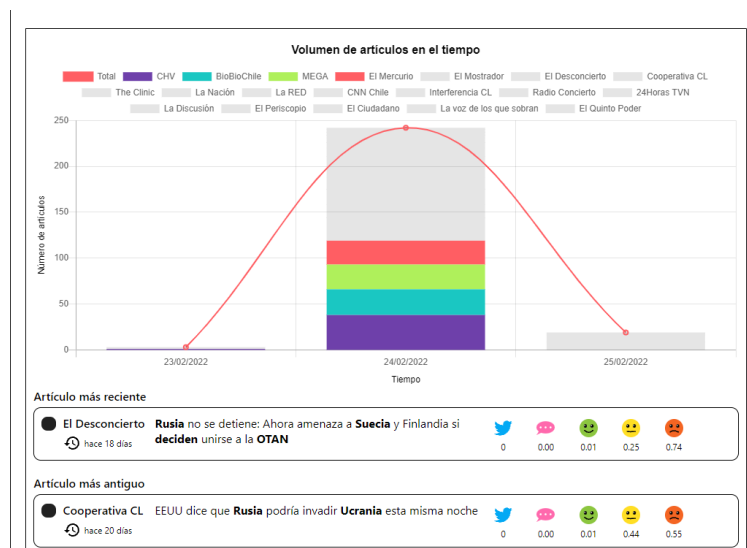 Volumen de artículos en el tiempo
Total CHV BioBioChile MEGA El Mercurio El Mostrador El Desconcierto Cooperativa CL
The Clinic La Nación La RED CNN Chile Interferencia CL Radio Concierto 24Horas TVN
La Discusión El Periscopio El Ciudadano La voz de los que sobran El Quinto Poder
250
200
150
100
50
0
Número de artículos
23/02/2022 24/02/2022 25/02/2022
Tiempo
Artículo más reciente
El Desconcierto
hace 18 días
Rusia no se detiene: Ahora amenaza a Suecia y Finlandia si
deciden unirse a la OTAN
0 0.00 0.01 0.25 0.74
Artículo más antiguo
Cooperativa CL
hace 20 días
EEUU dice que Rusia podría invadir Ucrania esta misma noche
0 0.00 0.01 0.44 0.55